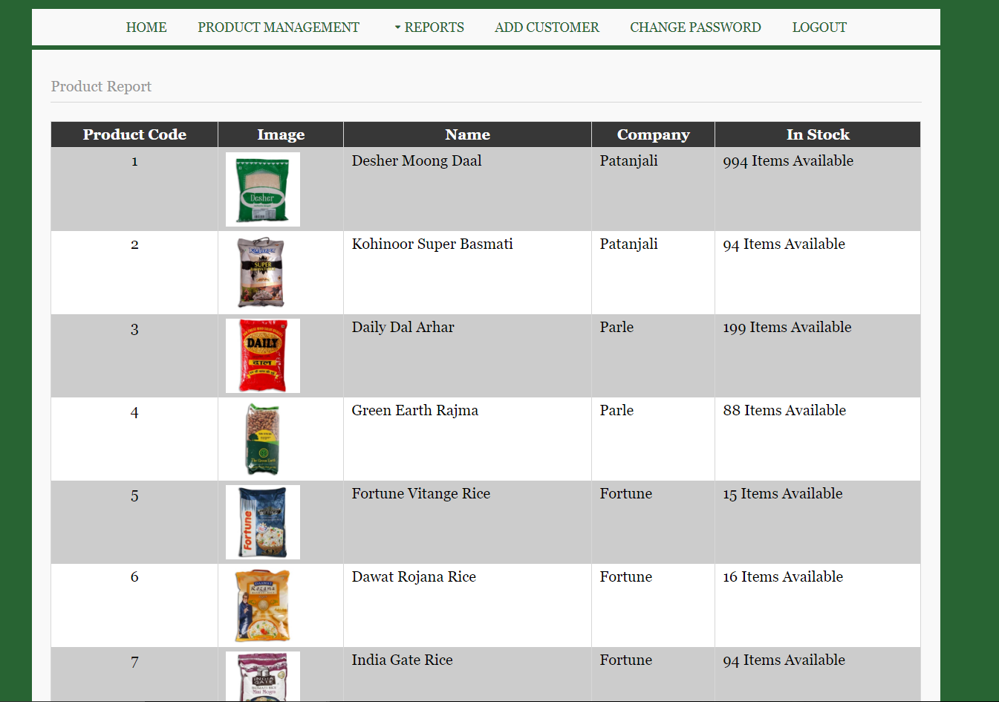 HOME PRODUCT MANAGEMENT REPORTS ADD CUSTOMER CHANGE PASSWORD LOGOUT
Product Report
Product Code Image Name Company In Stock
1 Desher Moong Daal Patanjali 994 Items Available
Desher
2 Kohinoor Super Basmati Patanjali 94 Items Available
SUPER
3 Daily Dal Arhar Parle 199 Items Available
DAILY
दाल
4 Green Earth Rajma Parle 88 Items Available
The Green Earth
5 Fortune Vitange Rice Fortune 15 Items Available
Fortune
6 Dawat Rojana Rice Fortune 16 Items Available
Rozana
7 India Gate Rice Fortune 94 Items Available
INDIA
GATE
BASMATI RICE
Mini Mogra